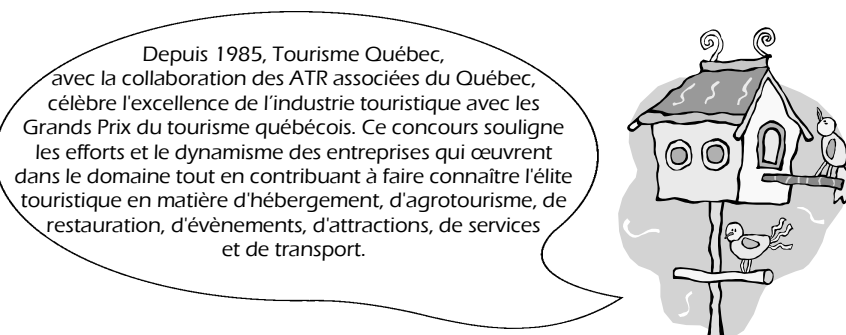 Depuis 1985, Tourisme Québec,
avec la collaboration des ATR associées du Québec,
célèbre l'excellence de l’industrie touristique avec les
Grands Prix du tourisme québécois. Ce concours souligne
les efforts et le dynamisme des entreprises qui œuvrent
dans le domaine tout en contribuant à faire connaître l'élite
touristique en matière d'hébergement, d'agrotourisme, de
restauration, d'évènements, d'attractions, de services
et de transport.